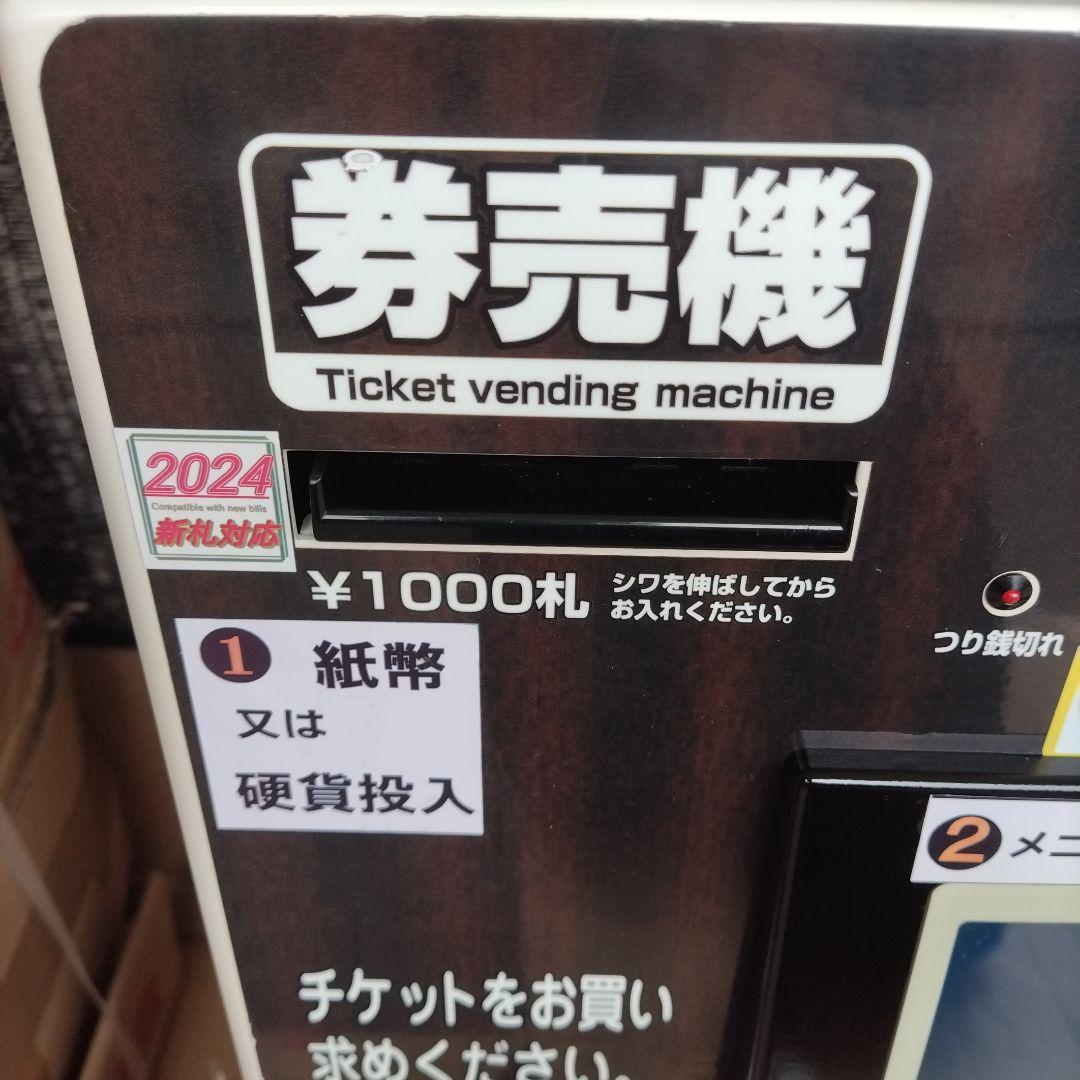 券売機
Ticket vending machine
2024
Compatible with new bills
新札対応
¥1000札
シワを伸ばしてから
お入れください。
つり銭切れ
1 紙幣
又は
硬貨投入
2 メニ
チケットをお買い
求めください。